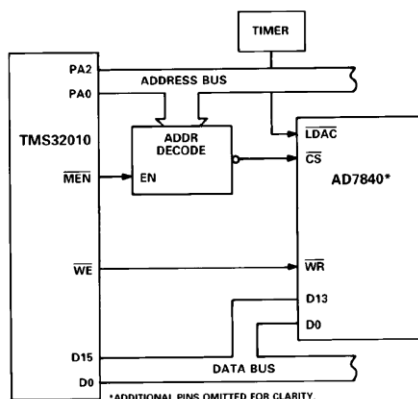 TIMER
PA2
ADDRESS BUS
PA0
ADDR
DECODE
LDAC
TMS32010
CS
AD7840*
MEN
EN
WE
WR
D13
D0
D15
DATA BUS
D0
*ADDITIONAL PINS OMITTED FOR CLARITY.